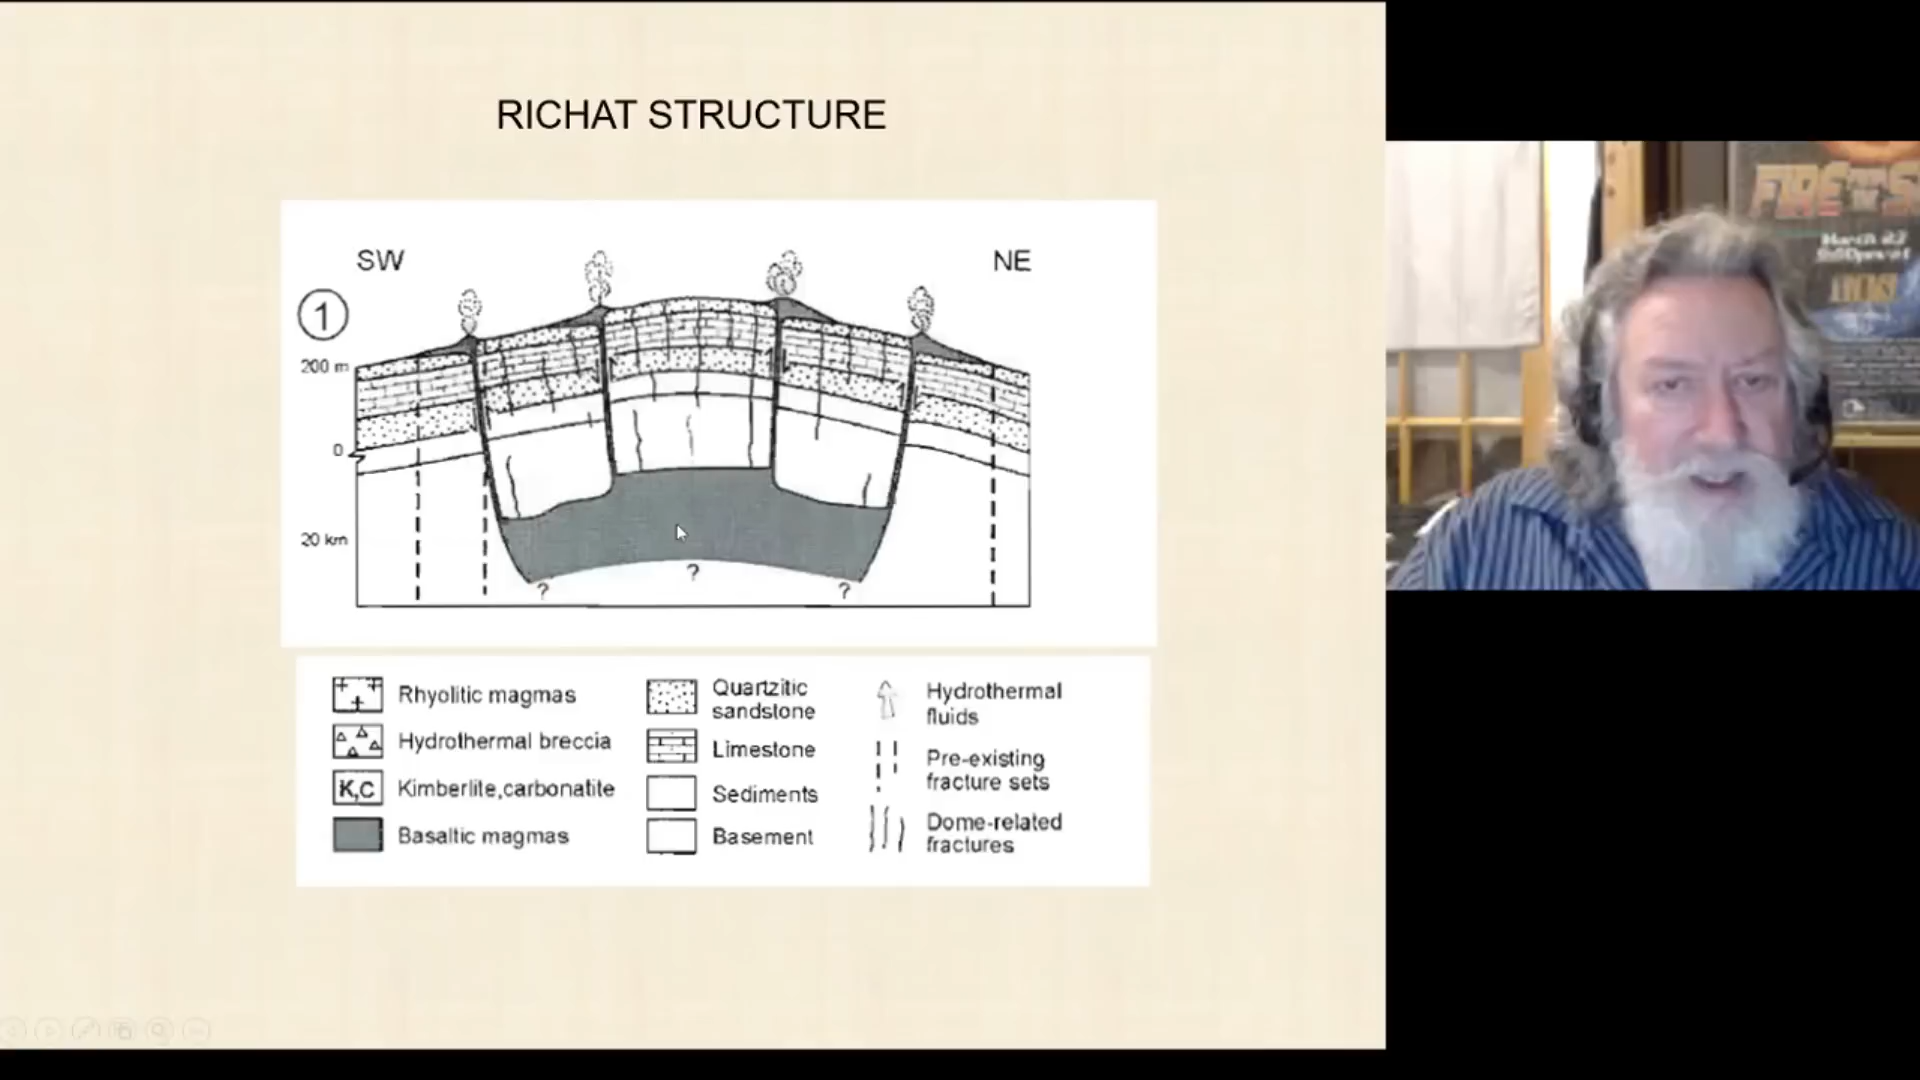 RICHAT STRUCTURE
SW
NE
1
200 m
0
20 km
?
?
?
Rhyolitic magmas
Hydrothermal breccia
K,C
Kimberlite,carbonatite
Basaltic magmas
Quartzitic
sandstone
Limestone
Sediments
Basement
Hydrothermal
fluids
Pre-existing
fracture sets
Dome-related
fractures
March